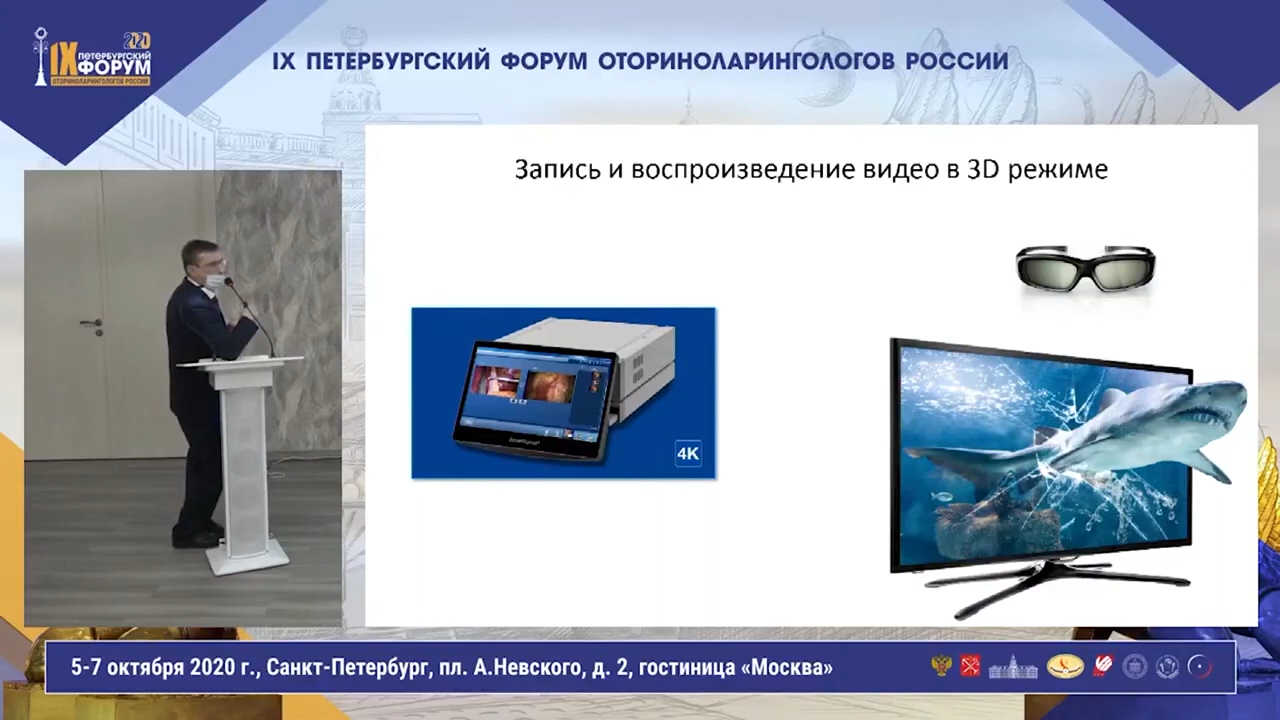 2020
IX ПЕТЕРБУРГСКИЙ
ФОРУМ
ОТОРИНОЛАРИНГОЛОГОВ РОССИИ
IX ПЕТЕРБУРГСКИЙ ФОРУМ ОТОРИНОЛАРИНГОЛОГОВ РОССИИ
Запись и воспроизведение видео в 3D режиме
4K
5-7 октября 2020 г., Санкт-Петербург, пл. А.Невского, д. 2, гостиница «Москва»